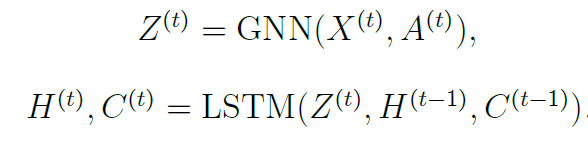 Z^{(t)} = GNN(X^{(t)}, A^{(t)}),
H^{(t)}, C^{(t)} = LSTM(Z^{(t)}, H^{(t−1)}, C^{(t−1)}).